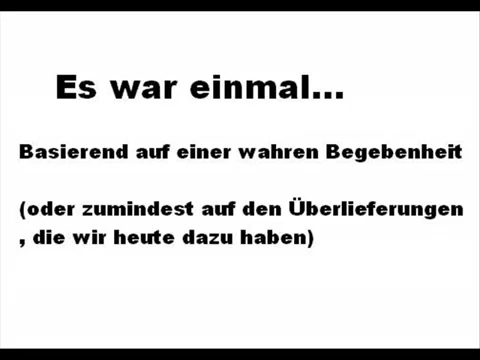 Es war einmal...
Basierend auf einer wahren Begebenheit
(oder zumindest auf den Überlieferungen
, die wir heute dazu haben)